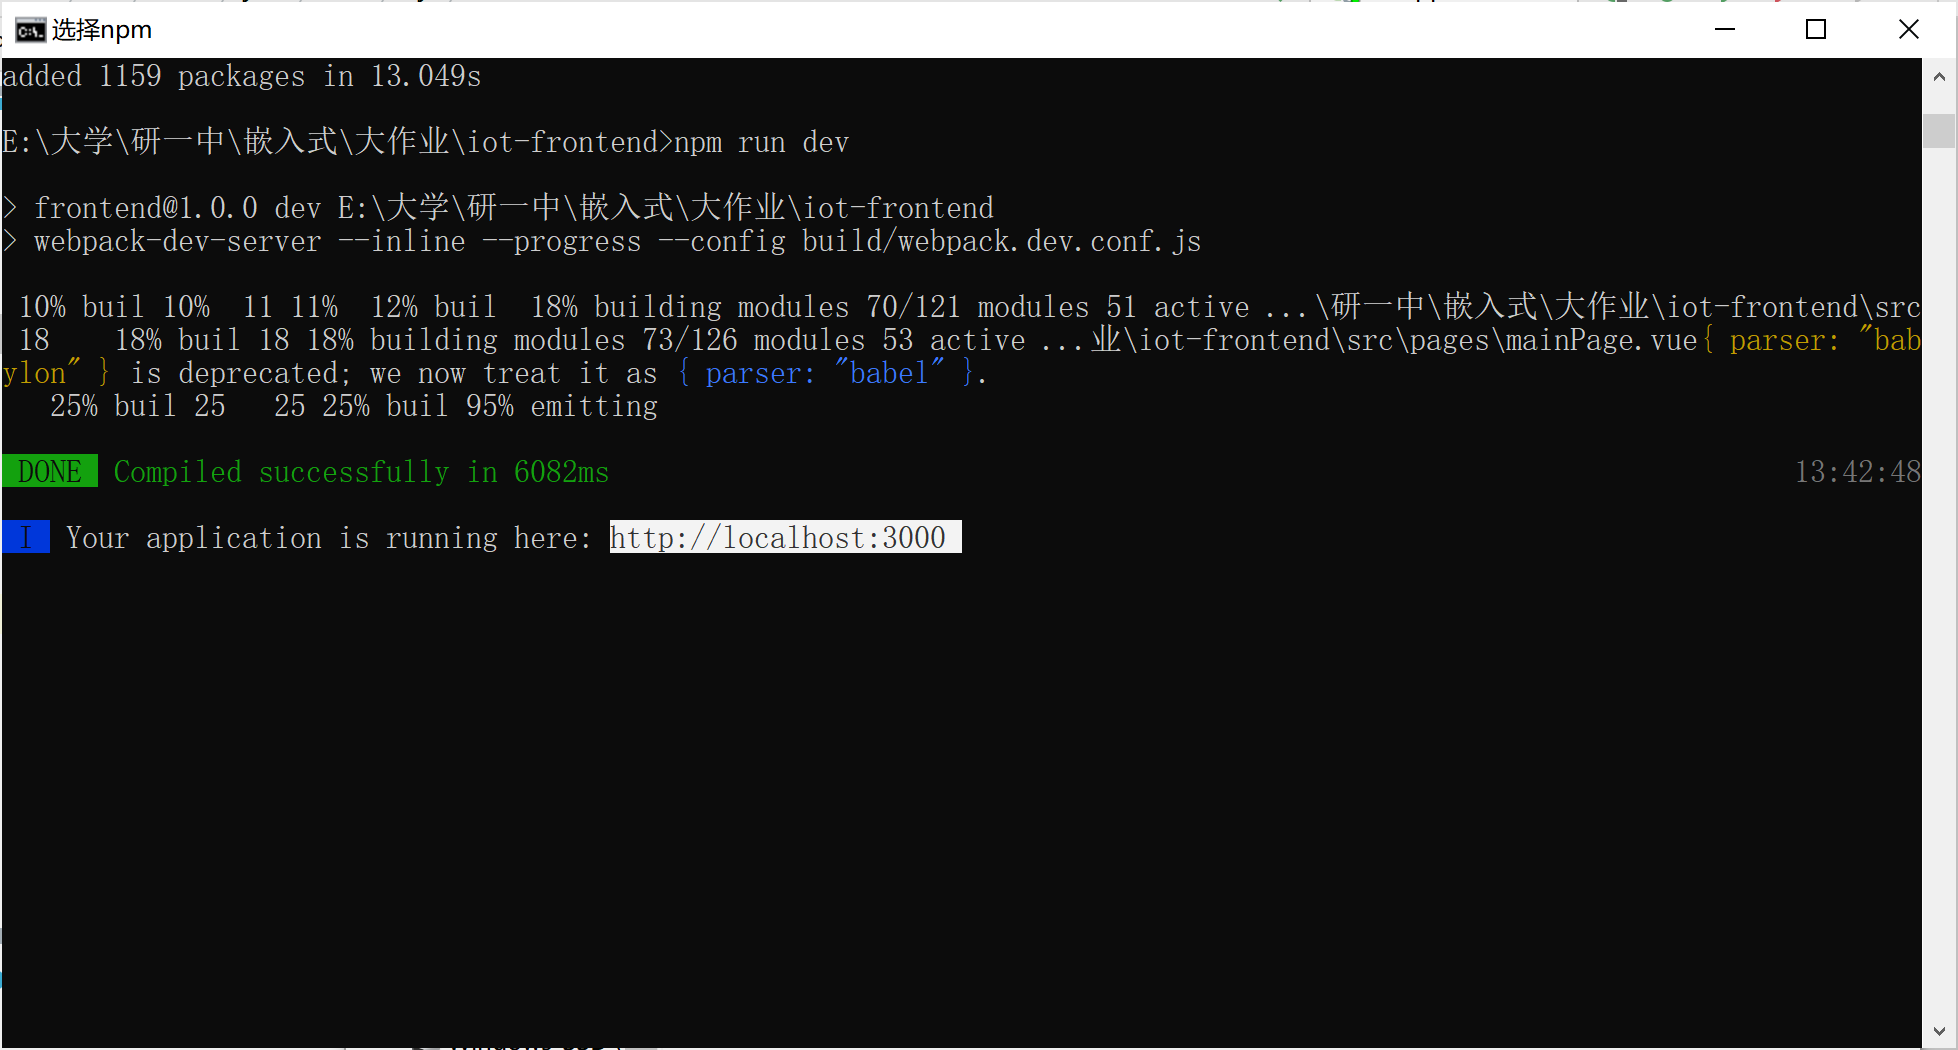 选择npm
added 1159 packages in 13.049s
E:\大学\研一中\嵌入式\大作业\iot-frontend>npm run dev
> frontend@1.0.0 dev E:\大学\研一中\嵌入式\大作业\iot-frontend
> webpack-dev-server --inline --progress --config build/webpack.dev.conf.js
10% buil 10%  11 11%  12% buil  18% building modules 70/121 modules 51 active ...\研一中\嵌入式\大作业\iot-frontend\src
18    18% buil 18 18% building modules 73/126 modules 53 active ...业\iot-frontend\src\pages\mainPage.vue{ parser: "bab
ylon" } is deprecated; we now treat it as { parser: "babel" }.
25% buil 25   25 25% buil 95% emitting
DONE Compiled successfully in 6082ms 13:42:48
I Your application is running here: http://localhost:3000